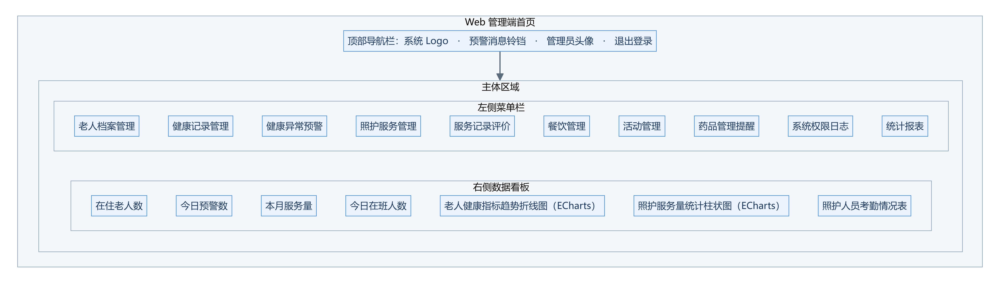 Web 管理端首页
顶部导航栏：系统 Logo · 预警消息铃铛 · 管理员头像 · 退出登录
主体区域
左侧菜单栏
老人档案管理
健康记录管理
健康异常预警
照护服务管理
服务记录评价
餐饮管理
活动管理
药品管理提醒
系统权限日志
统计报表
右侧数据看板
在住老人数
今日预警数
本月服务量
今日在班人数
老人健康指标趋势折线图（ECharts）
照护服务量统计柱状图（ECharts）
照护人员考勤情况表